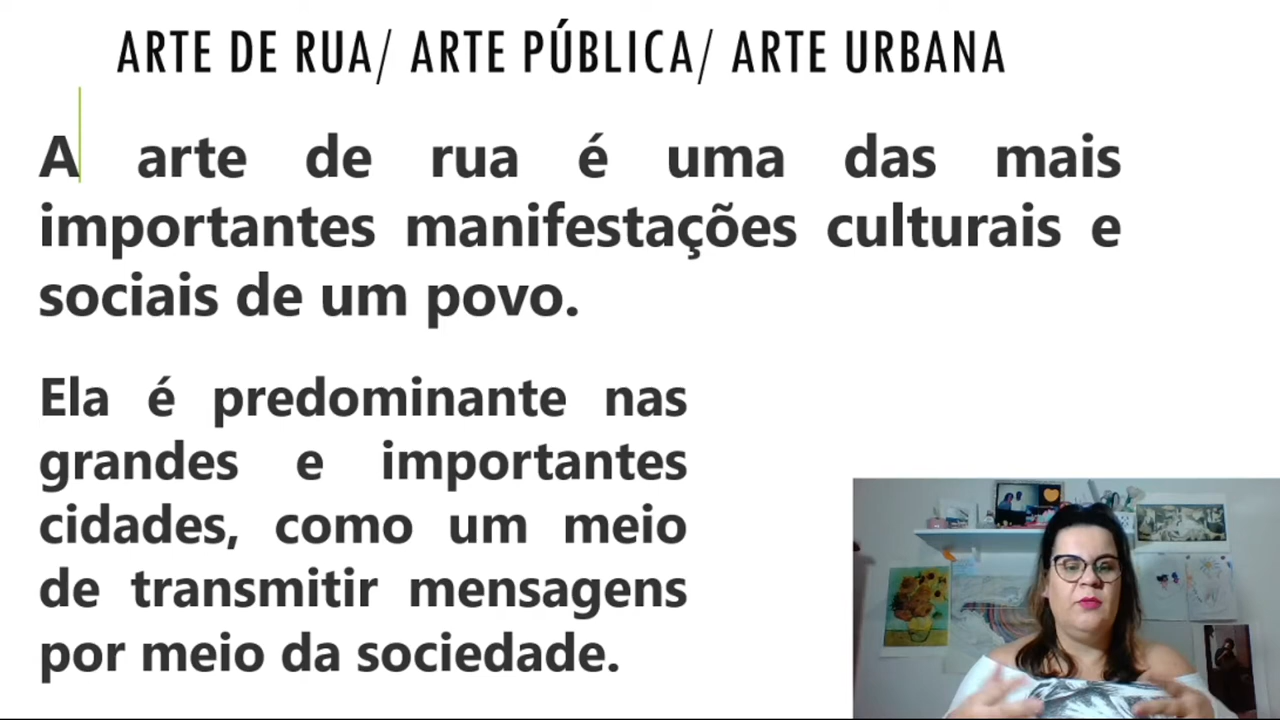 ARTE DE RUA/ ARTE PÚBLICA/ ARTE URBANA
A arte de rua é uma das mais
importantes manifestações culturais e
sociais de um povo.
Ela é predominante nas
grandes e importantes
cidades, como um meio
de transmitir mensagens
por meio da sociedade.